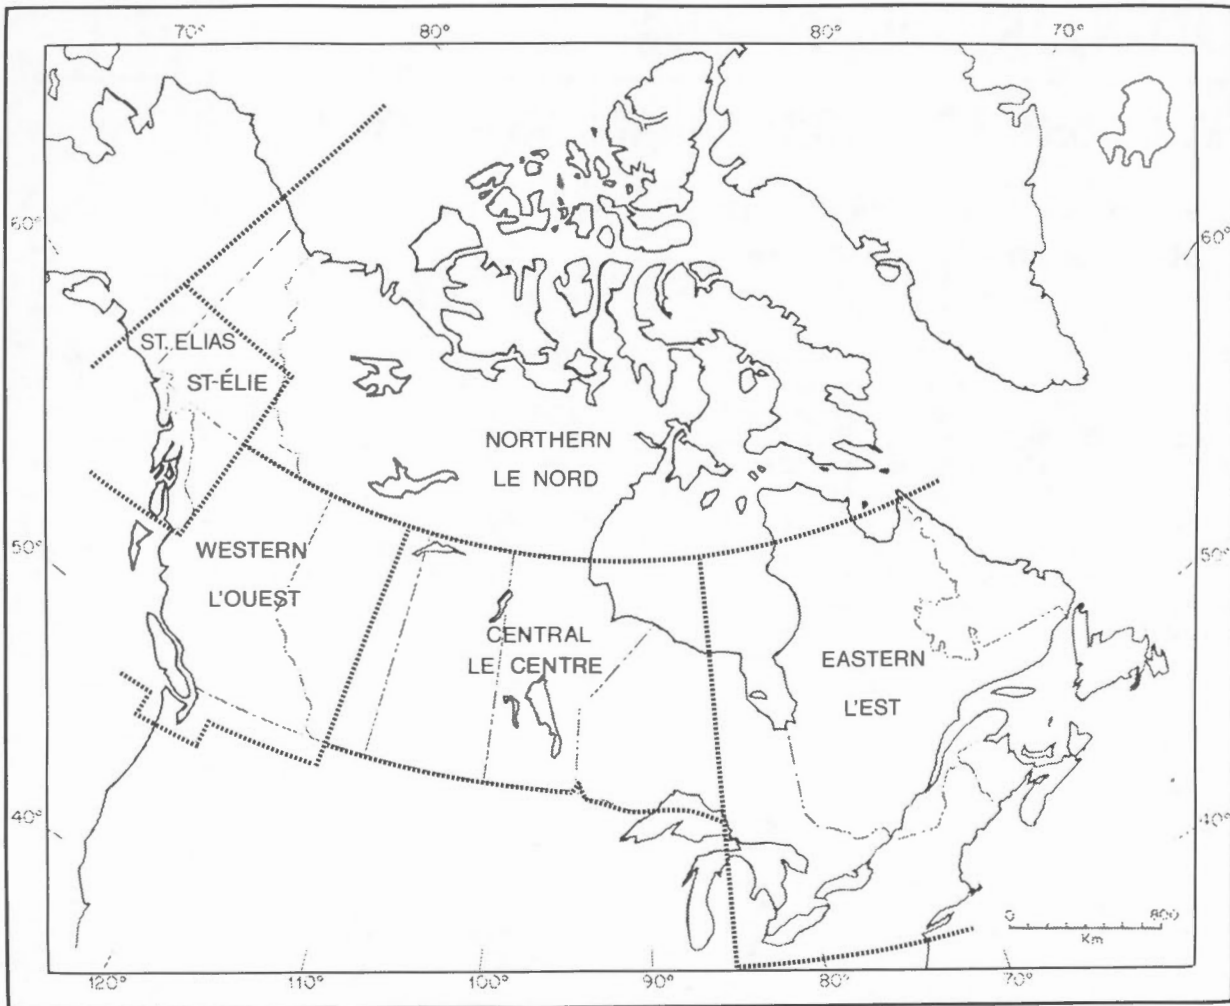 70° 80° 80° 70°
60° 60°
ST. ELIAS
ST-ÉLIE
NORTHERN
LE NORD
50° 50°
WESTERN
L'OUEST
CENTRAL
LE CENTRE
EASTERN
L'EST
40° 40°
0 800
Km
120° 110° 100° 90° 80° 70°